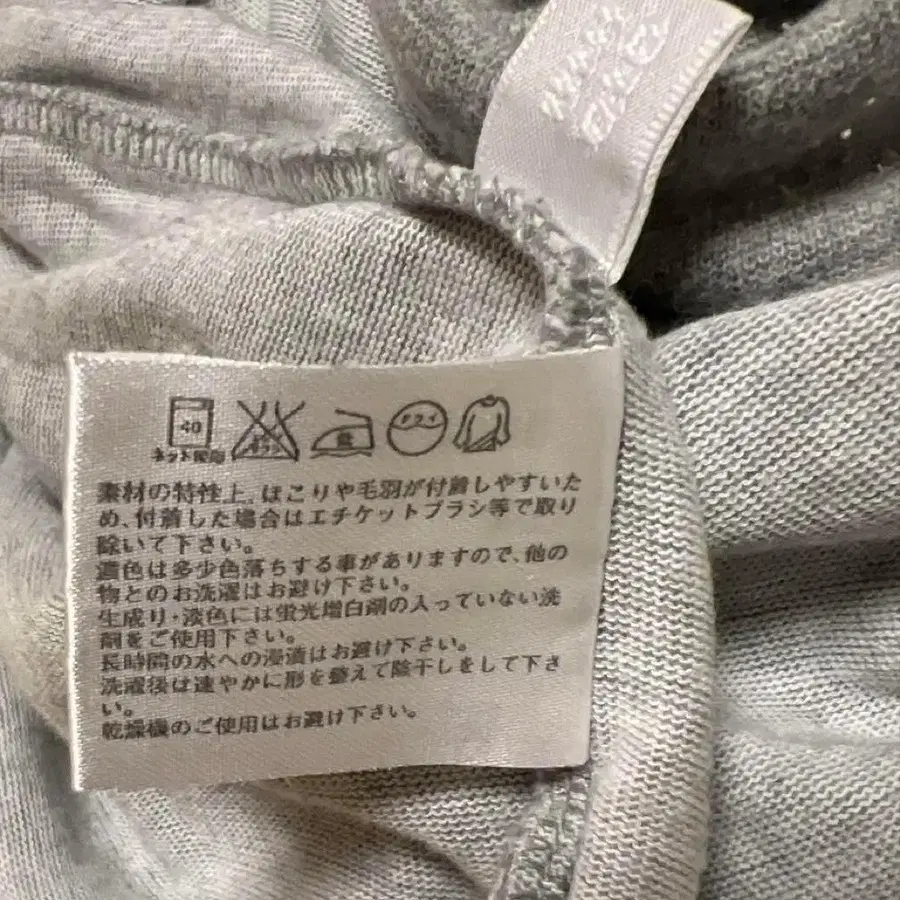 40
ネット使用
エンソ
ドライ
素材の特性上、ほこりや毛羽が付着しやすいた
め、付着した場合はエチケットブラシ等で取り
除いて下さい。
濃色は多少色落ちする事がありますので、他の
物とのお洗濯はお避け下さい。
生成り・淡色には蛍光増白剤の入っていない洗
剤をご使用下さい。
長時間の水への浸漬はお避け下さい。
洗濯後は速やかに形を整えて陰干しをして下さ
い。
乾燥機のご使用はお避け下さい。